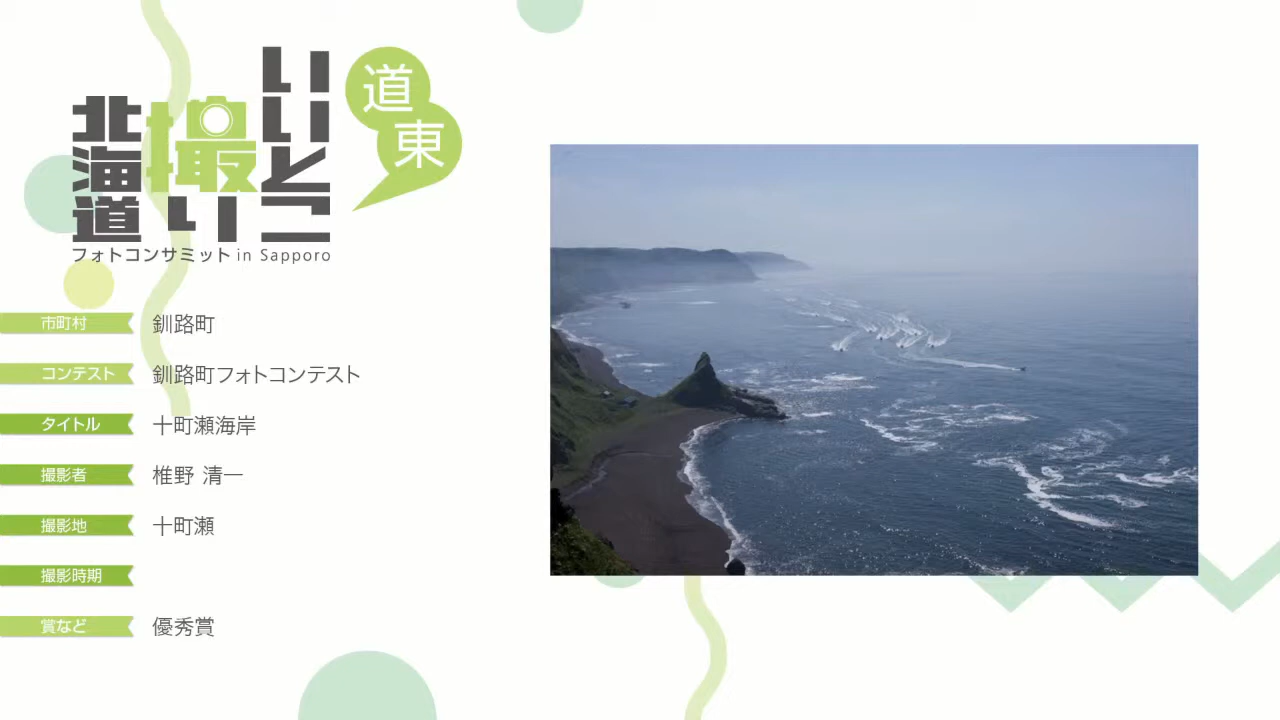 北海道
撮い
いいとこ
道東
フォトコンサミット in Sapporo
市町村 釧路町
コンテスト 釧路町フォトコンテスト
タイトル 十町瀬海岸
撮影者 椎野 清一
撮影地 十町瀬
撮影時期
賞など 優秀賞